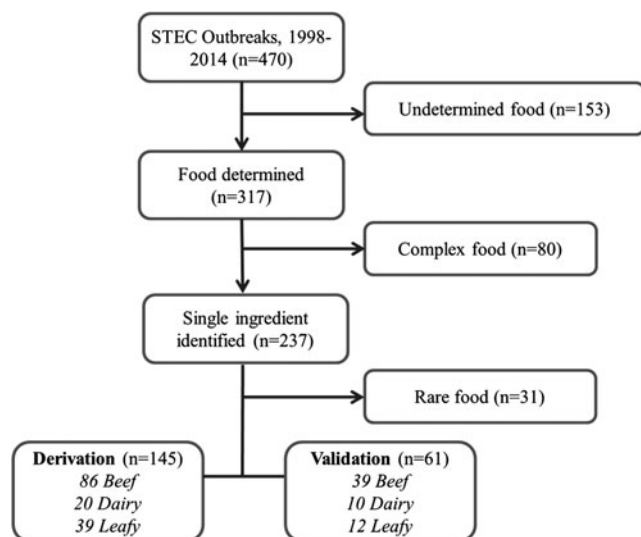 STEC Outbreaks, 1998-
2014 (n=470)
Undetermined food (n=153)
Food determined
(n=317)
Complex food (n=80)
Single ingredient
identified (n=237)
Rare food (n=31)
Derivation (n=145)
86 Beef
20 Dairy
39 Leafy
Validation (n=61)
39 Beef
10 Dairy
12 Leafy